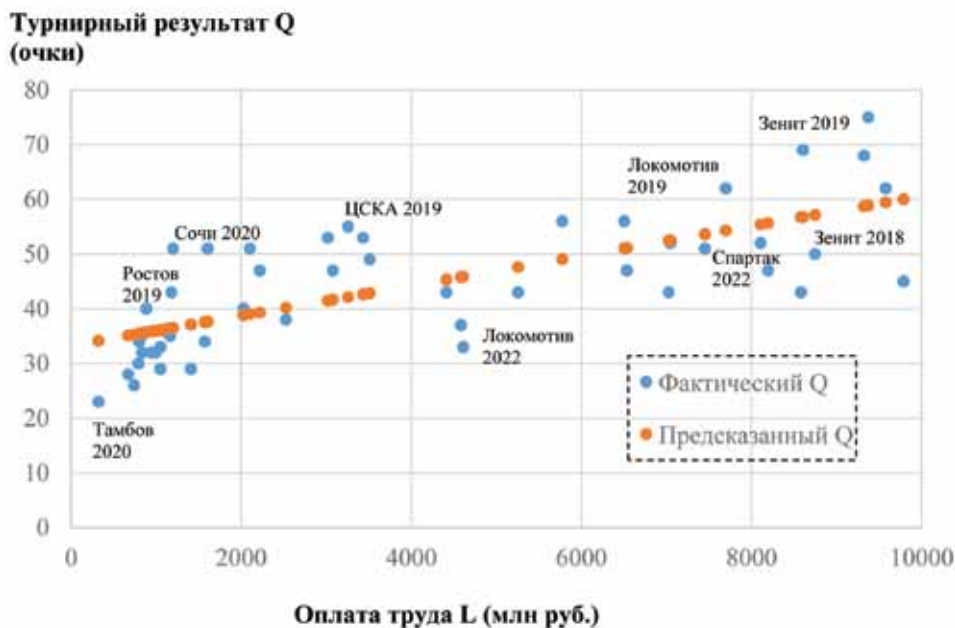 Турнирный результат Q
(очки)
80
70
60
50
40
30
20
10
0
Зенит 2019
Локомотив
2019
ЦСКА 2019
Сочи 2020
Ростов
2019
Зенит 2018
Спартак
2022
Локомотив
2022
Тамбов
2020
Фактический Q
Предсказанный Q
0 2000 4000 6000 8000 10000
Оплата труда L (млн руб.)